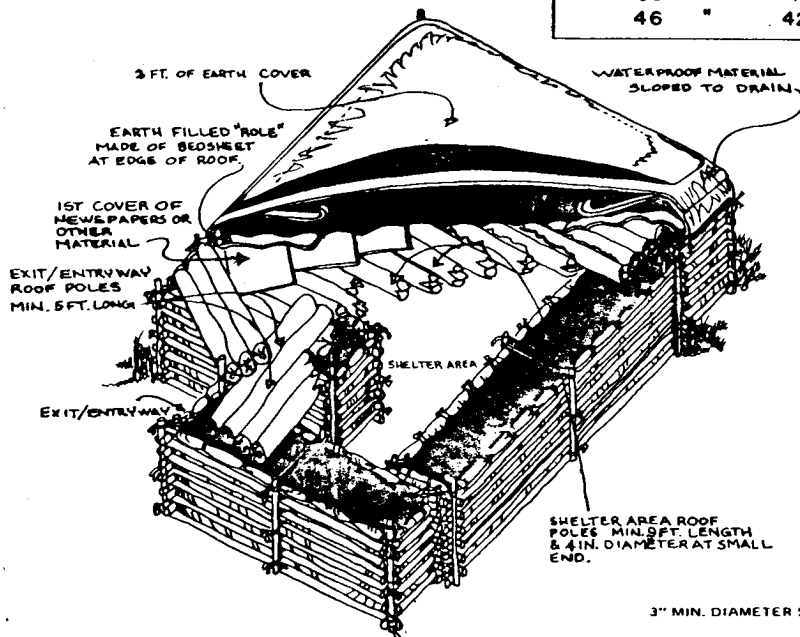 46 " 42
3 FT. OF EARTH COVER
WATERPROOF MATERIAL
SLOPED TO DRAIN
EARTH FILLED "ROLE"
MADE OF BEDSHEET
AT EDGE OF ROOF.
1ST COVER OF
NEWSPAPERS OR
OTHER
MATERIAL
EXIT/ENTRYWAY
ROOF POLES
MIN. 5 FT. LONG
SHELTER AREA
EXIT/ENTRYWAY
SHELTER AREA ROOF
POLES MIN. 9 FT. LENGTH
& 4 IN. DIAMETER AT SMALL
END.
3" MIN. DIAMETER